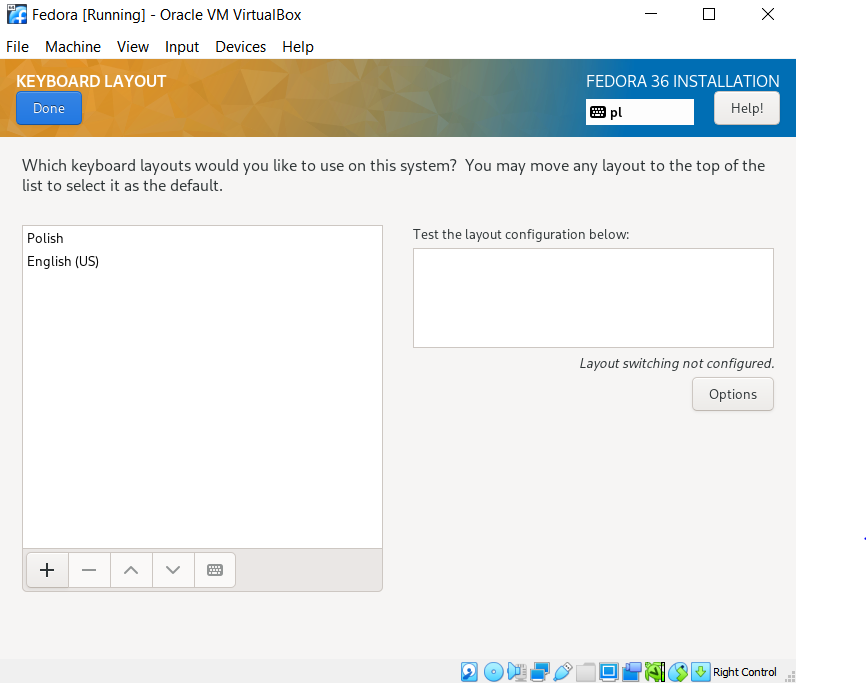 Fedora [Running] - Oracle VM VirtualBox
File Machine View Input Devices Help
KEYBOARD LAYOUT
FEDORA 36 INSTALLATION
Done
pl
Help!
Which keyboard layouts would you like to use on this system? You may move any layout to the top of the
list to select it as the default.
Polish
English (US)
Test the layout configuration below:
Layout switching not configured.
Options
Right Control